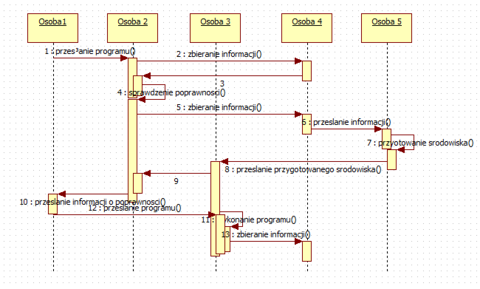 Osoba1
Osoba 2
Osoba 3
Osoba 4
Osoba 5
1 : przes³anie programu()
2 : zbieranie informacji()
3
4 : sprawdzenie poprawnosci()
5 : zbieranie informacji()
6 : przeslanie informacji()
7 : przyotowanie srodowiska()
8 : przeslanie przygotowanego srodowiska()
9
10 : przeslanie informacji o poprawnosci()
12 : przeslanie programu()
11 : ykonanie programu()
13 : zbieranie informacji()